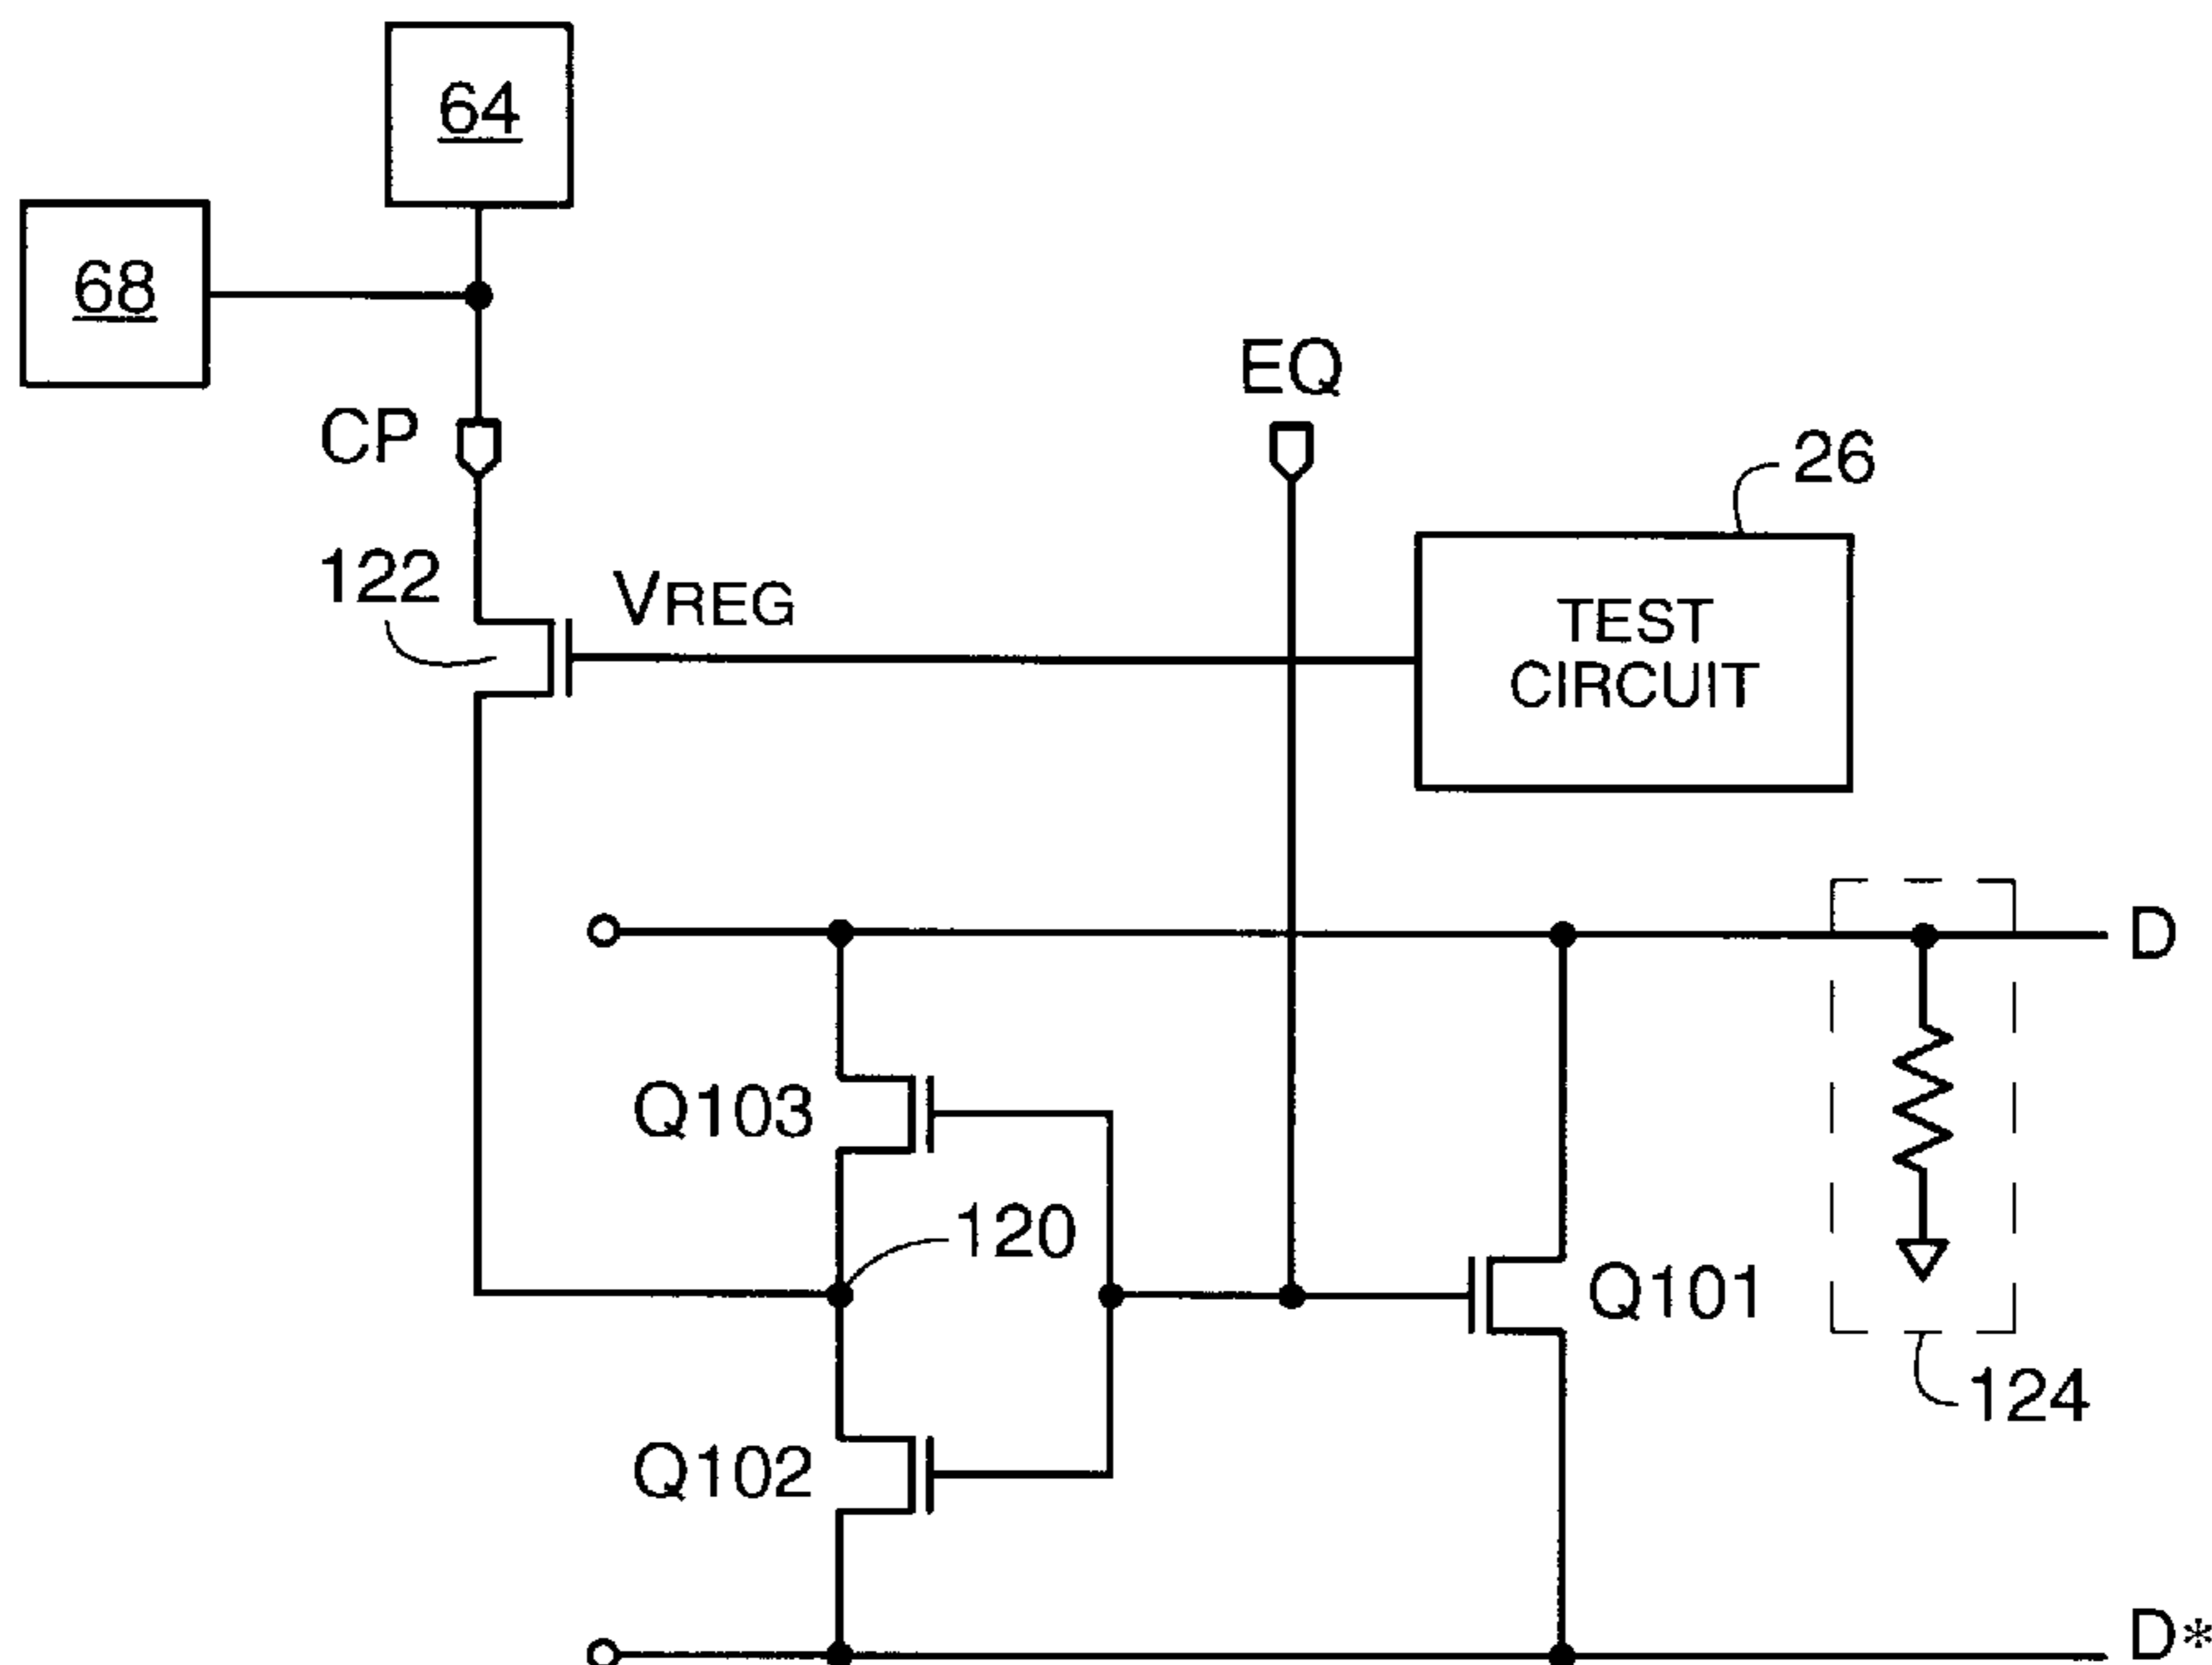 64
68
EQ
CP
26
122
VREG
TEST
CIRCUIT
D
Q103
120
Q101
124
Q102
D*